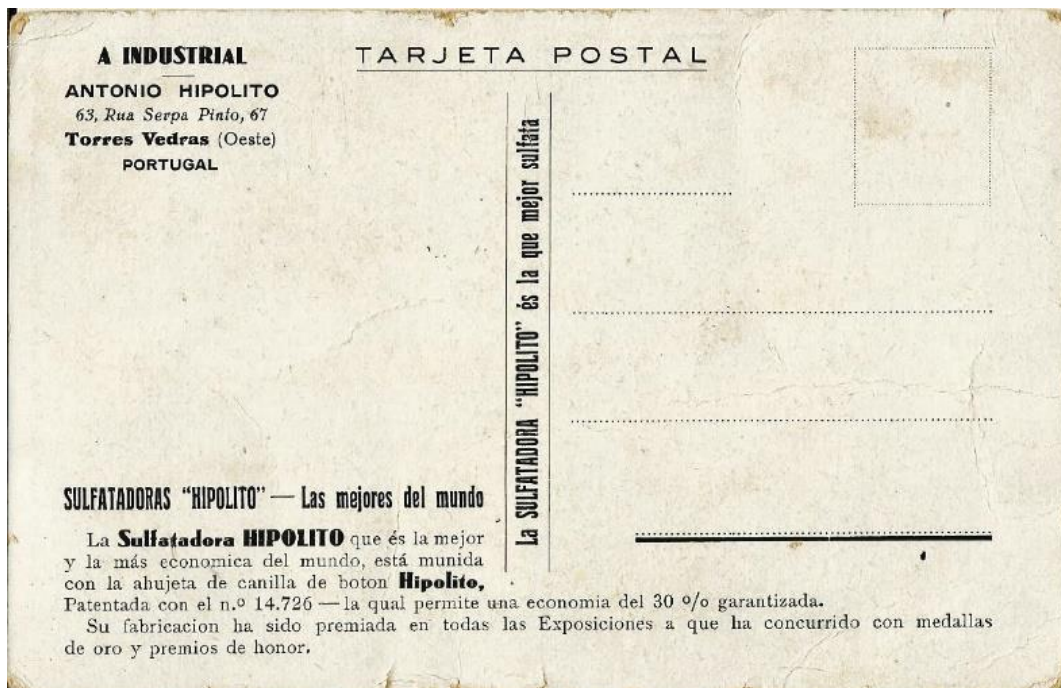 A INDUSTRIAL
ANTONIO HIPOLITO
63, Rua Serpa Pinto, 67
Torres Vedras (Oeste)
PORTUGAL
TARJETA POSTAL
La SULFATADORA "HIPOLITO" és la que mejor sulfata
SULFATADORAS "HIPOLITO" — Las mejores del mundo
La Sulfatadora HIPOLITO que és la mejor
y la más economica del mundo, está munida
con la ahujeta de canilla de boton Hipolito,
Patentada con el n.º 14.726 — la qual permite una economia del 30 º/o garantizada.
Su fabricacion ha sido premiada en todas las Exposiciones a que ha concurrido con medallas
de oro y premios de honor.